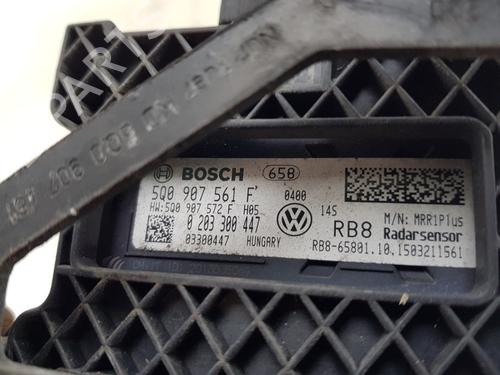 BOSCH 658
5Q0 907 561 F 0400
HW:5Q0 907 572 F H05
0 203 300 447
03300447 HUNGARY
14S
RB8
M/N: MRR1Plus
Radarsensor
RB8-65801.10.1503211561